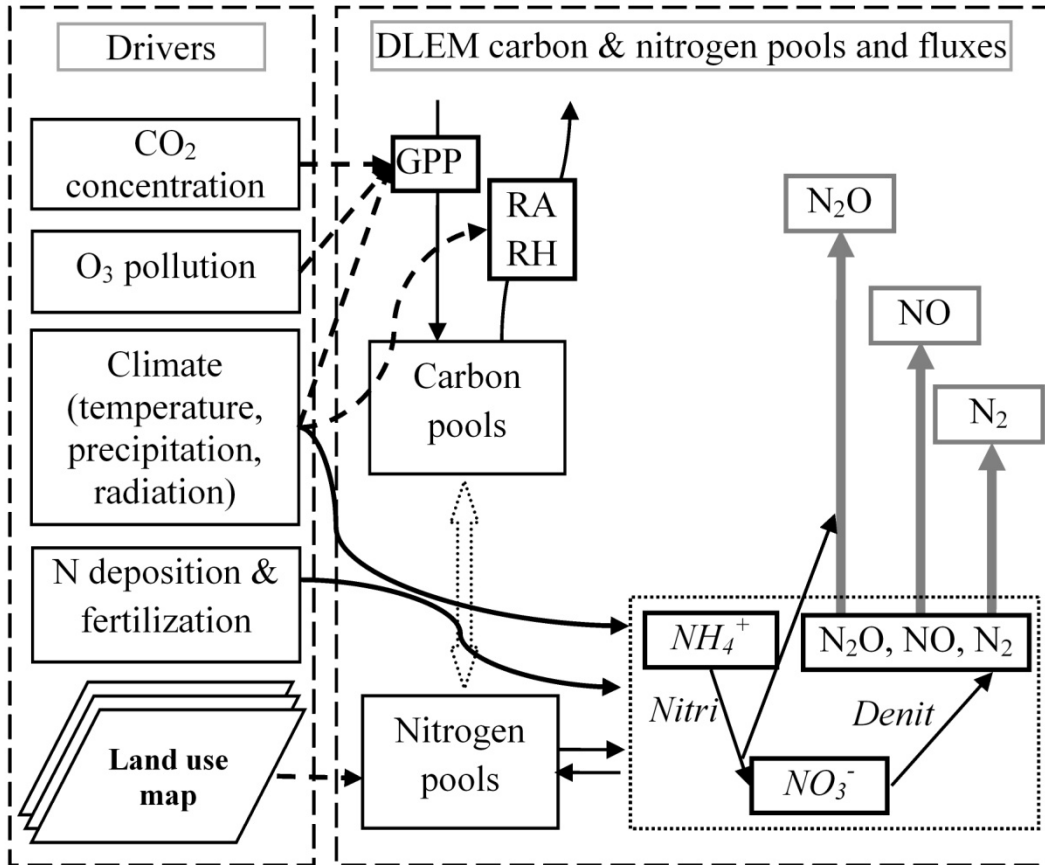 Drivers
CO₂
concentration
O₃ pollution
Climate
(temperature,
precipitation,
radiation)
N deposition &
fertilization
Land use
map
DLEM carbon & nitrogen pools and fluxes
GPP
RA
RH
Carbon
pools
Nitrogen
pools
N₂O
NO
N₂
NH₄⁺
N₂O, NO, N₂
Nitri
Denit
NO₃⁻